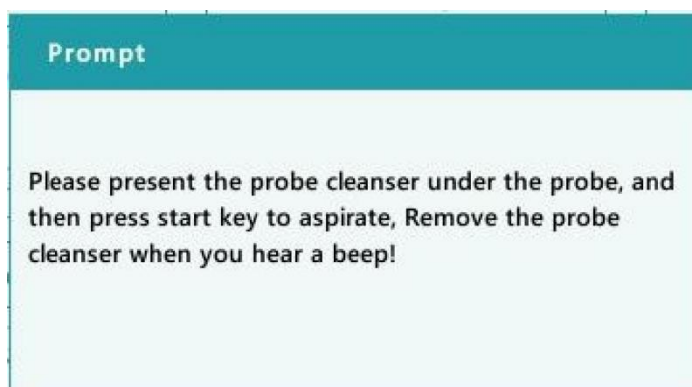 Prompt
Please present the probe cleanser under the probe, and
then press start key to aspirate, Remove the probe
cleanser when you hear a beep!